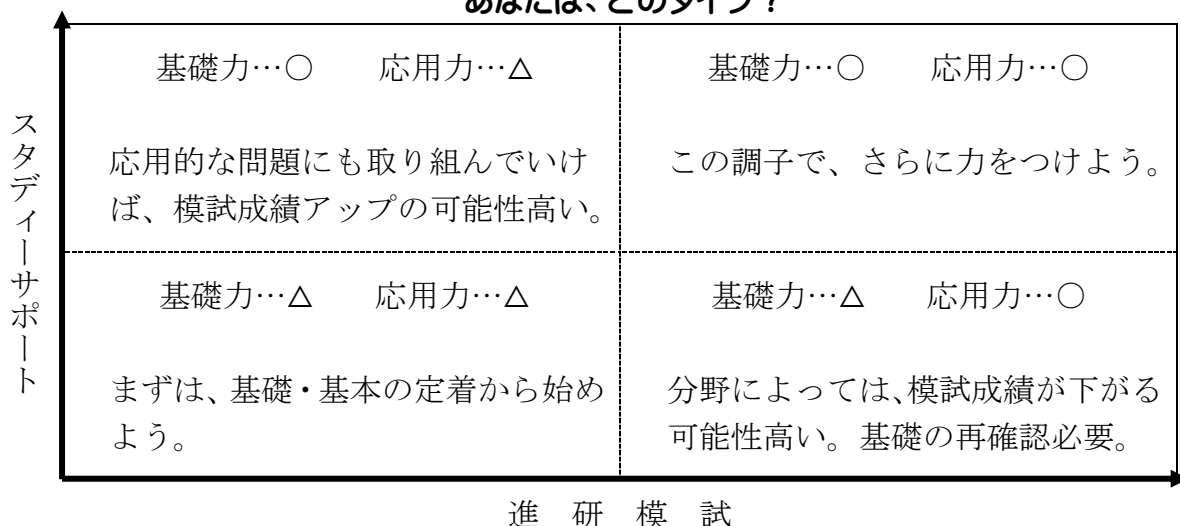 あなたは、どのタイプ?
スタディーサポート
基礎力…○　応用力…△
応用的な問題にも取り組んでいけ
ば、模試成績アップの可能性高い。
基礎力…○　応用力…○
この調子で、さらに力をつけよう。
基礎力…△　応用力…△
まずは、基礎・基本の定着から始め
よう。
基礎力…△　応用力…○
分野によっては、模試成績が下がる
可能性高い。基礎の再確認必要。
進　研　模　試